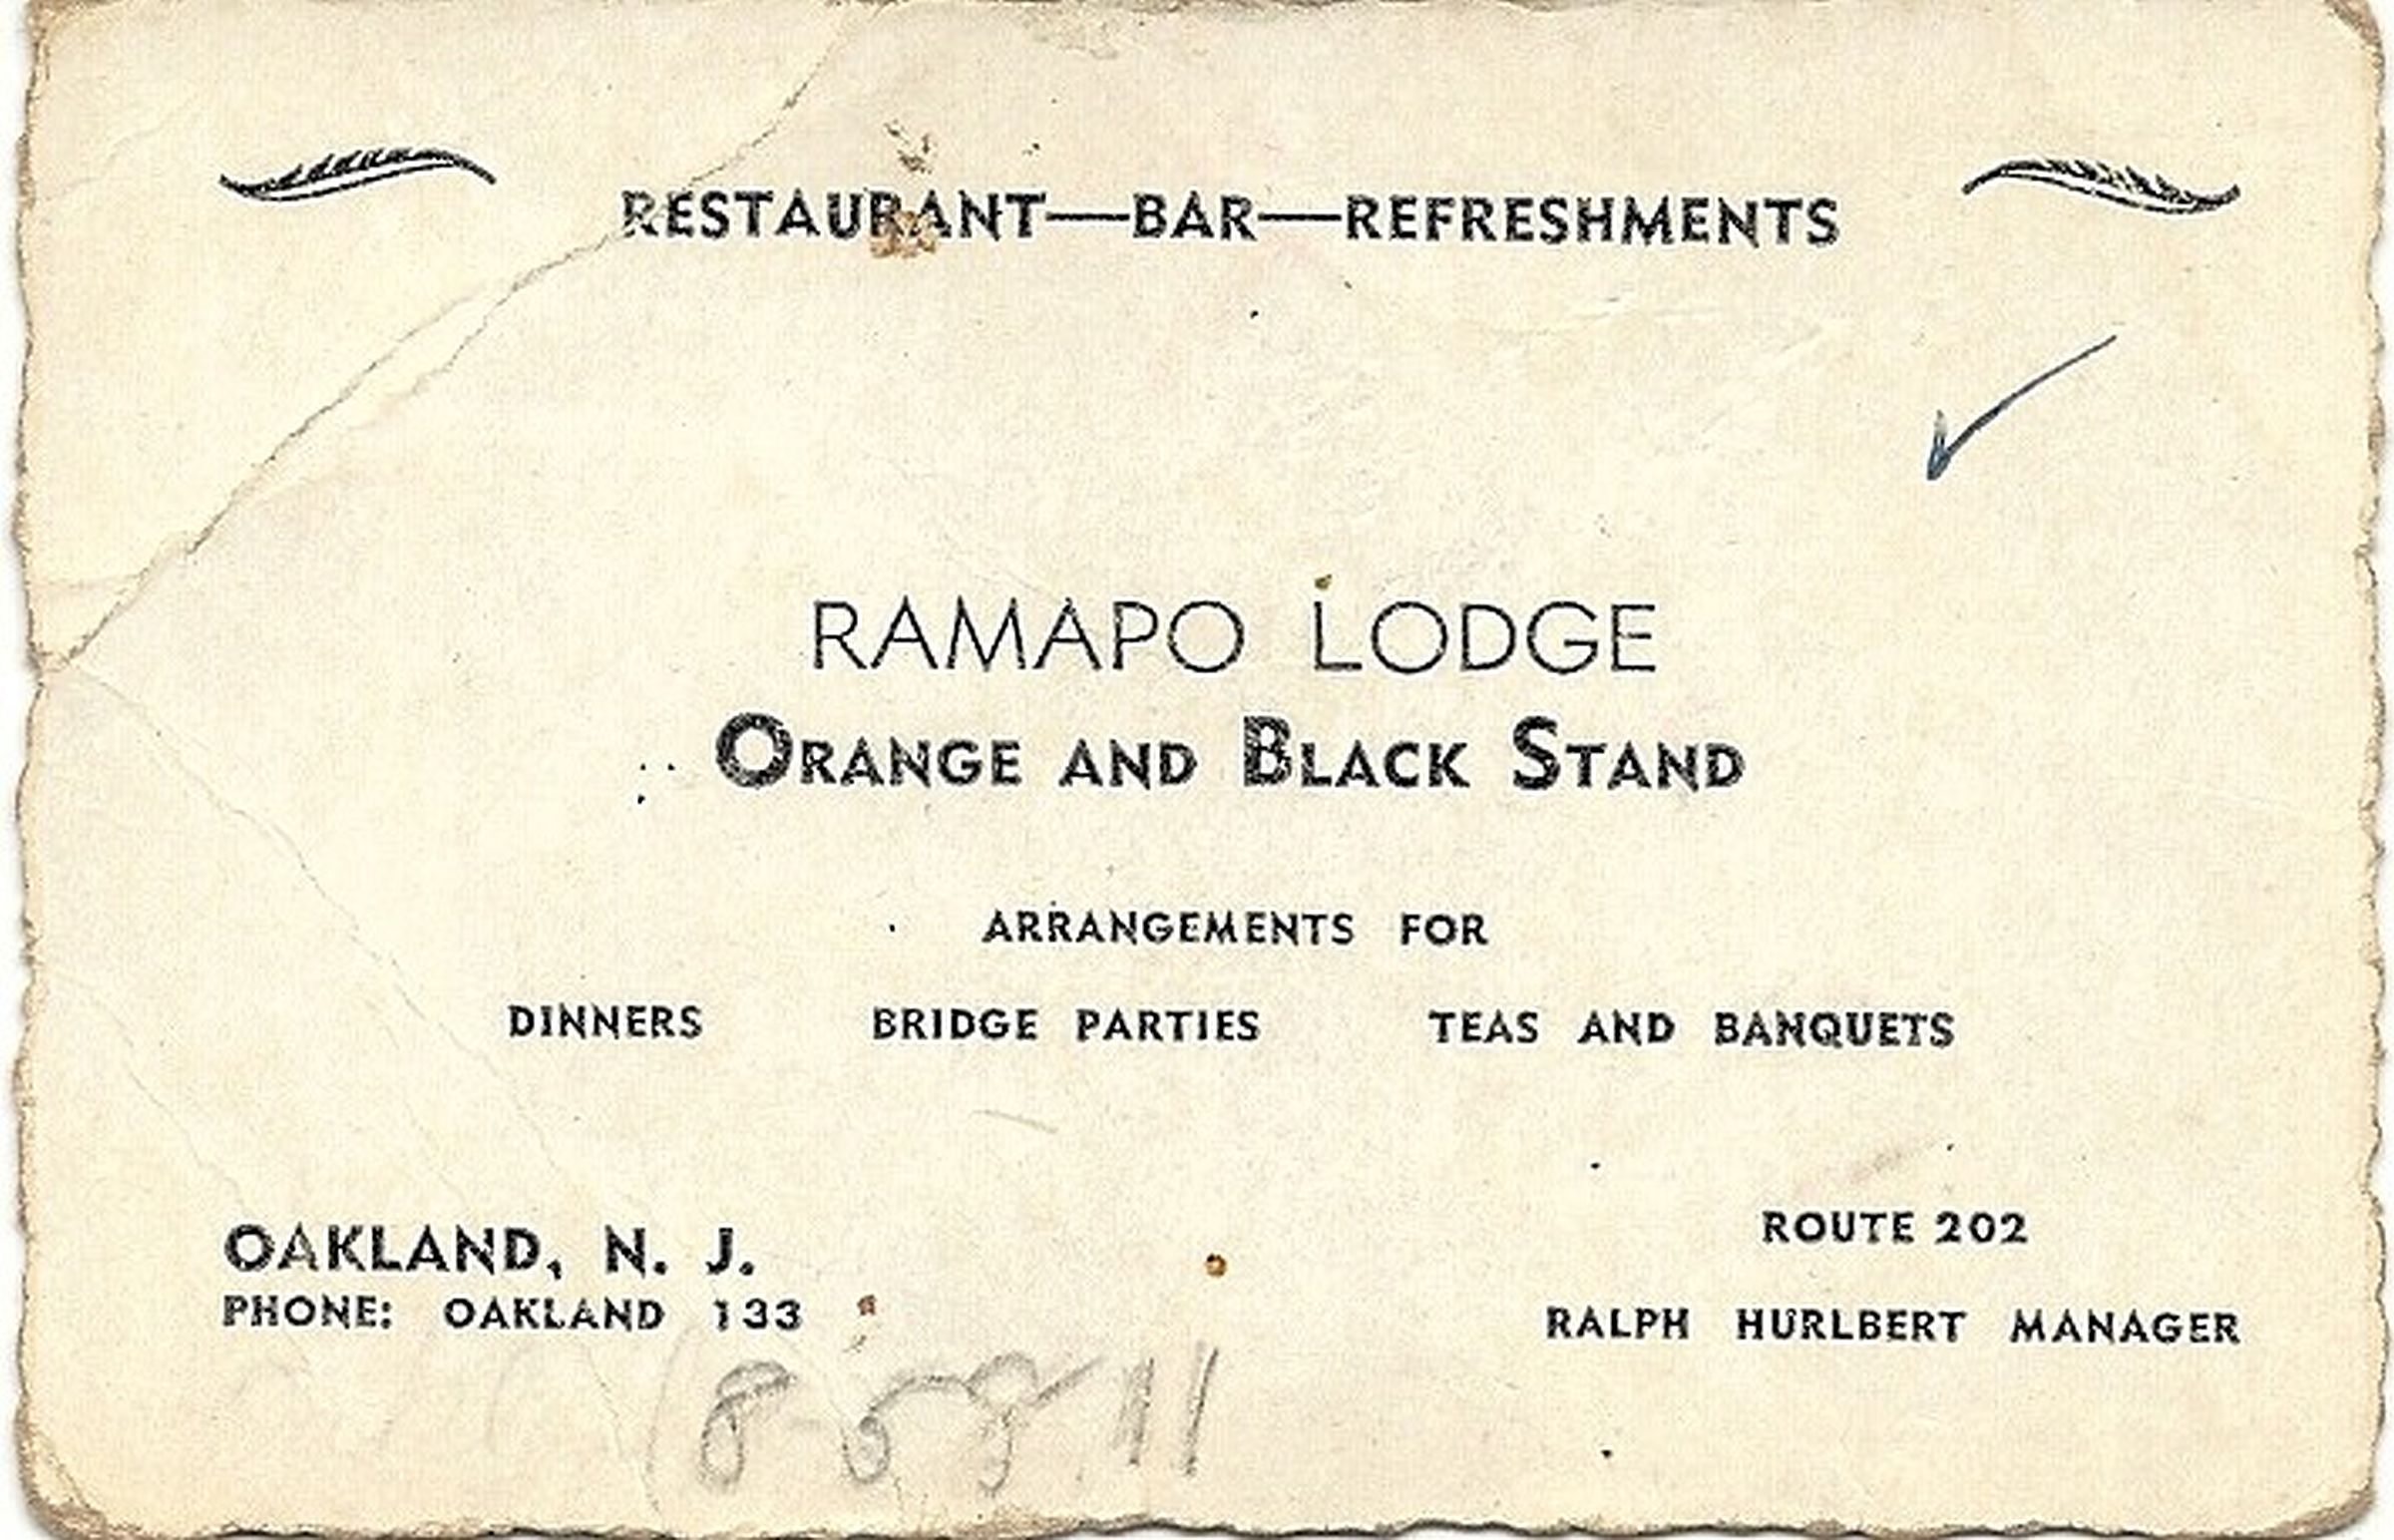 RESTAURANT—BAR—REFRESHMENTS
RAMAPO LODGE
ORANGE AND BLACK STAND
ARRANGEMENTS FOR
DINNERS BRIDGE PARTIES TEAS AND BANQUETS
OAKLAND, N. J.
PHONE: OAKLAND 133
ROUTE 202
RALPH HURLBERT MANAGER